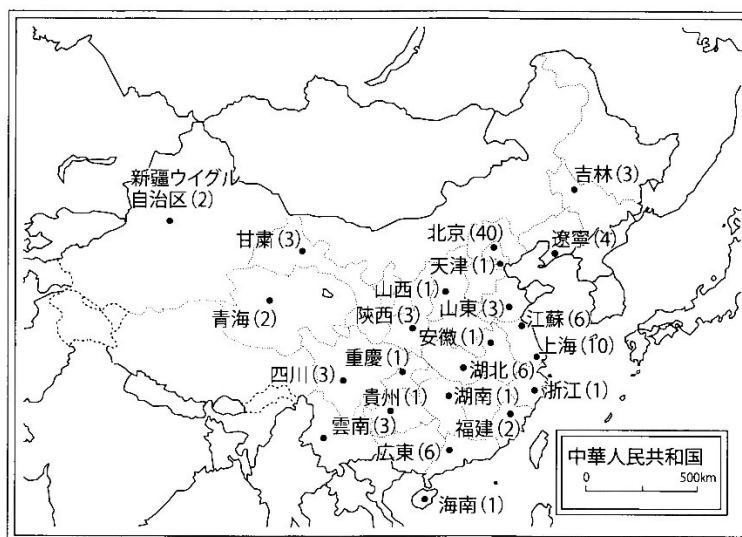 新疆ウイグル
自治区(2)
吉林(3)
甘粛(3)
北京(40)
遼寧(4)
天津(1)
山西(1)
青海(2)
陝西(3)
山東(3)
江蘇(6)
安徽(1)
上海(10)
重慶(1)
四川(3)
湖北(6)
貴州(1)
湖南(1)
浙江(1)
雲南(3)
福建(2)
広東(6)
海南(1)
中華人民共和国
0 500km